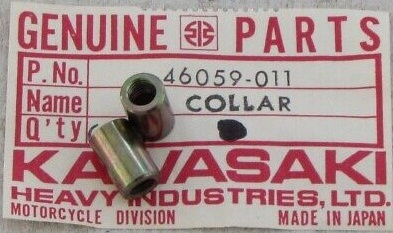 GENUINE PARTS
P.No. 46059-011
Name COLLAR
Q'ty
KAWASAKI
HEAVY INDUSTRIES, LTD.
MOTORCYCLE DIVISION MADE IN JAPAN